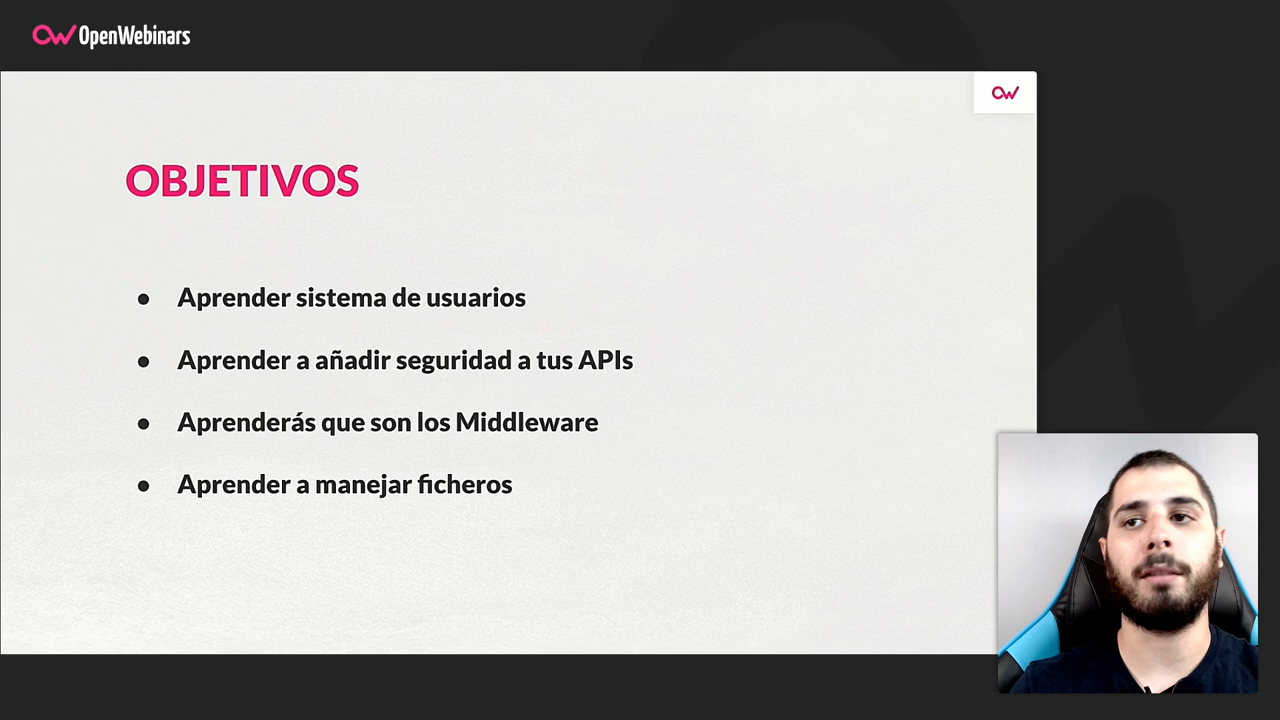 OpenWebinars
OBJETIVOS
● Aprender sistema de usuarios
● Aprender a añadir seguridad a tus APIs
● Aprenderás que son los Middleware
● Aprender a manejar ficheros